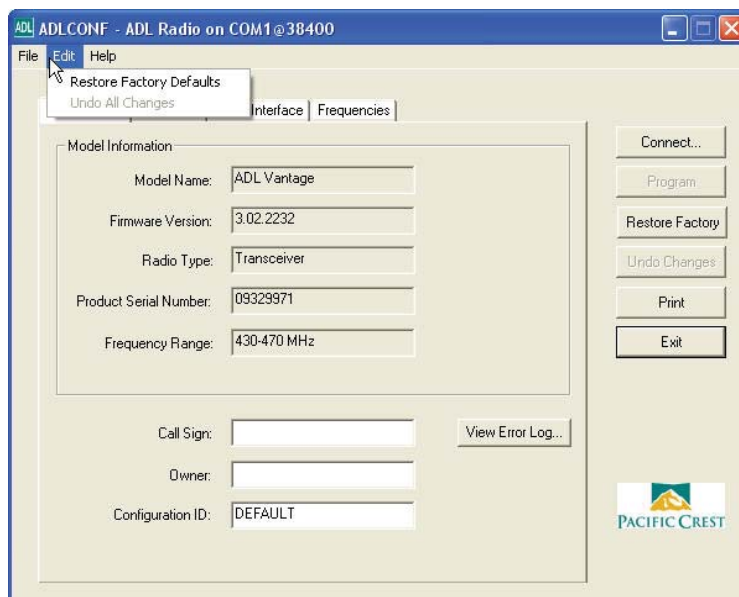 ADL ADLCONF - ADL Radio on COM1@38400
File Edit Help
Restore Factory Defaults
Undo All Changes
Interface Frequencies
Model Information
Model Name: ADL Vantage
Firmware Version: 3.02.2232
Radio Type: Transceiver
Product Serial Number: 09329971
Frequency Range: 430-470 MHz
Call Sign:
View Error Log...
Owner:
Configuration ID: DEFAULT
Connect...
Program
Restore Factory
Undo Changes
Print
Exit
PACIFIC CREST